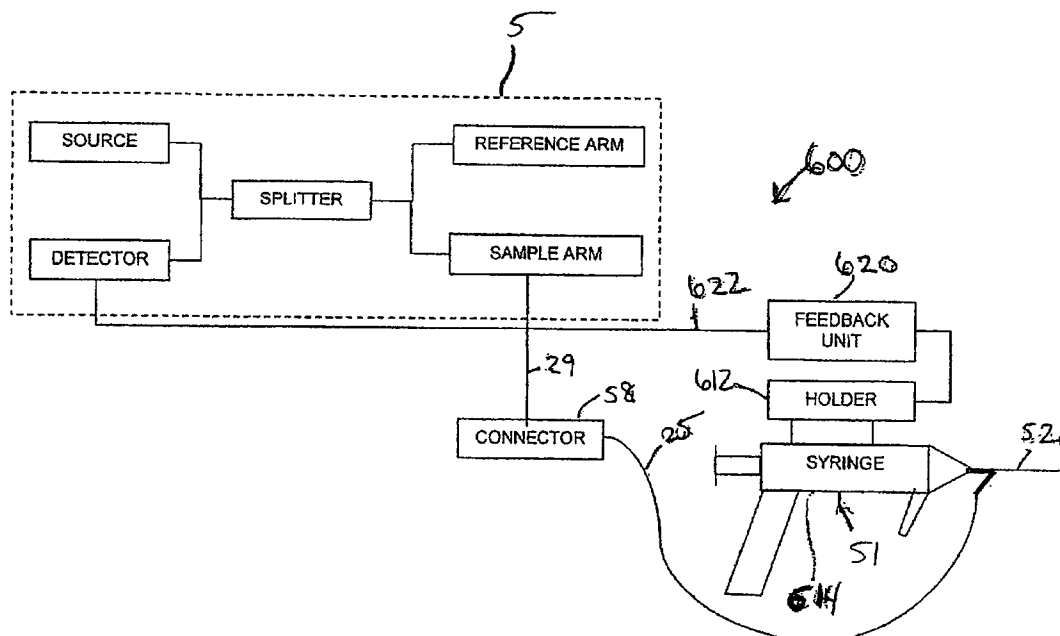 5
SOURCE
REFERENCE ARM
600
SPLITTER
DETECTOR
SAMPLE ARM
620
622
FEEDBACK
UNIT
29
612
HOLDER
58
CONNECTOR
25
SYRINGE
52
51